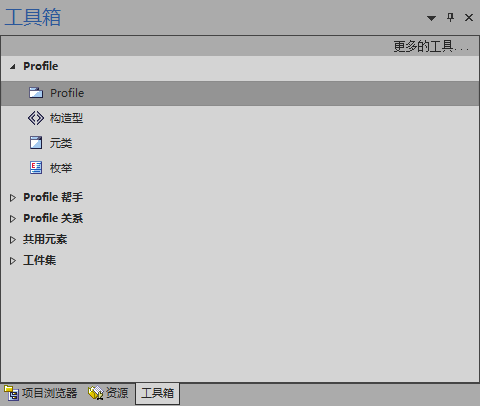 工具箱
更多的工具...
Profile
Profile
构造型
元类
枚举
Profile 帮手
Profile 关系
共用元素
工件集
项目浏览器 资源 工具箱